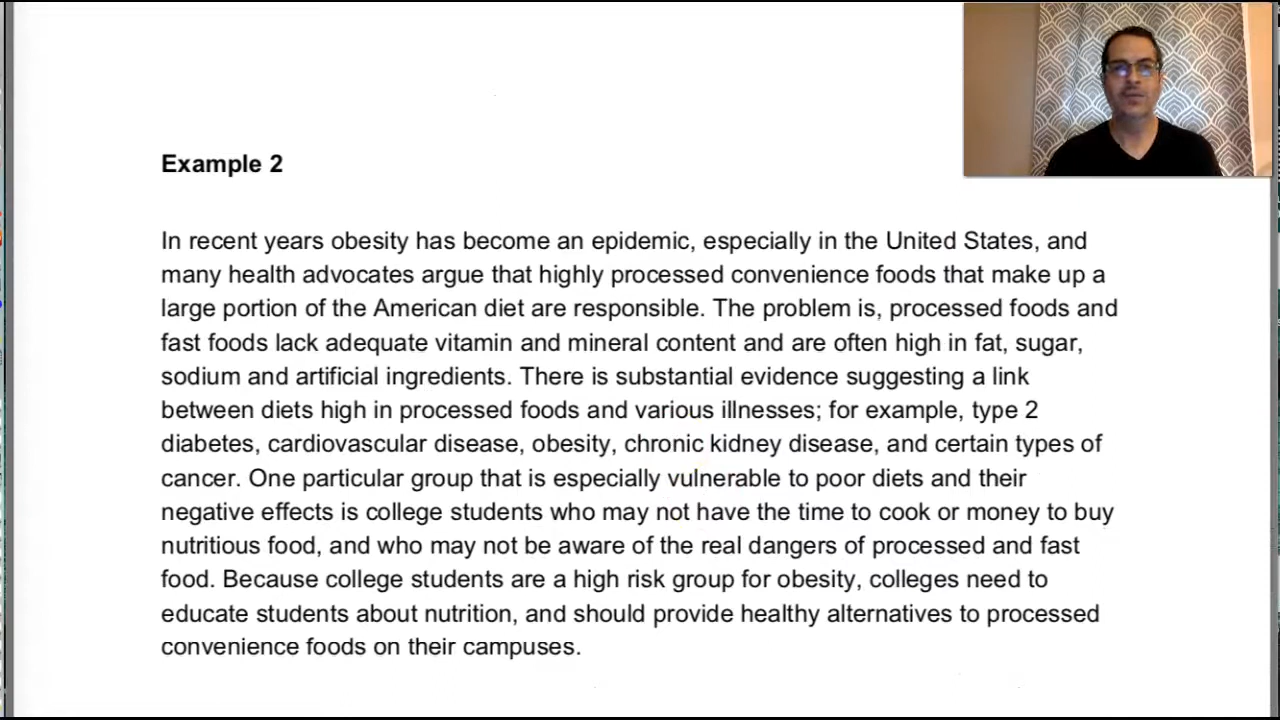 Example 2
In recent years obesity has become an epidemic, especially in the United States, and
many health advocates argue that highly processed convenience foods that make up a
large portion of the American diet are responsible. The problem is, processed foods and
fast foods lack adequate vitamin and mineral content and are often high in fat, sugar,
sodium and artificial ingredients. There is substantial evidence suggesting a link
between diets high in processed foods and various illnesses; for example, type 2
diabetes, cardiovascular disease, obesity, chronic kidney disease, and certain types of
cancer. One particular group that is especially vulnerable to poor diets and their
negative effects is college students who may not have the time to cook or money to buy
nutritious food, and who may not be aware of the real dangers of processed and fast
food. Because college students are a high risk group for obesity, colleges need to
educate students about nutrition, and should provide healthy alternatives to processed
convenience foods on their campuses.